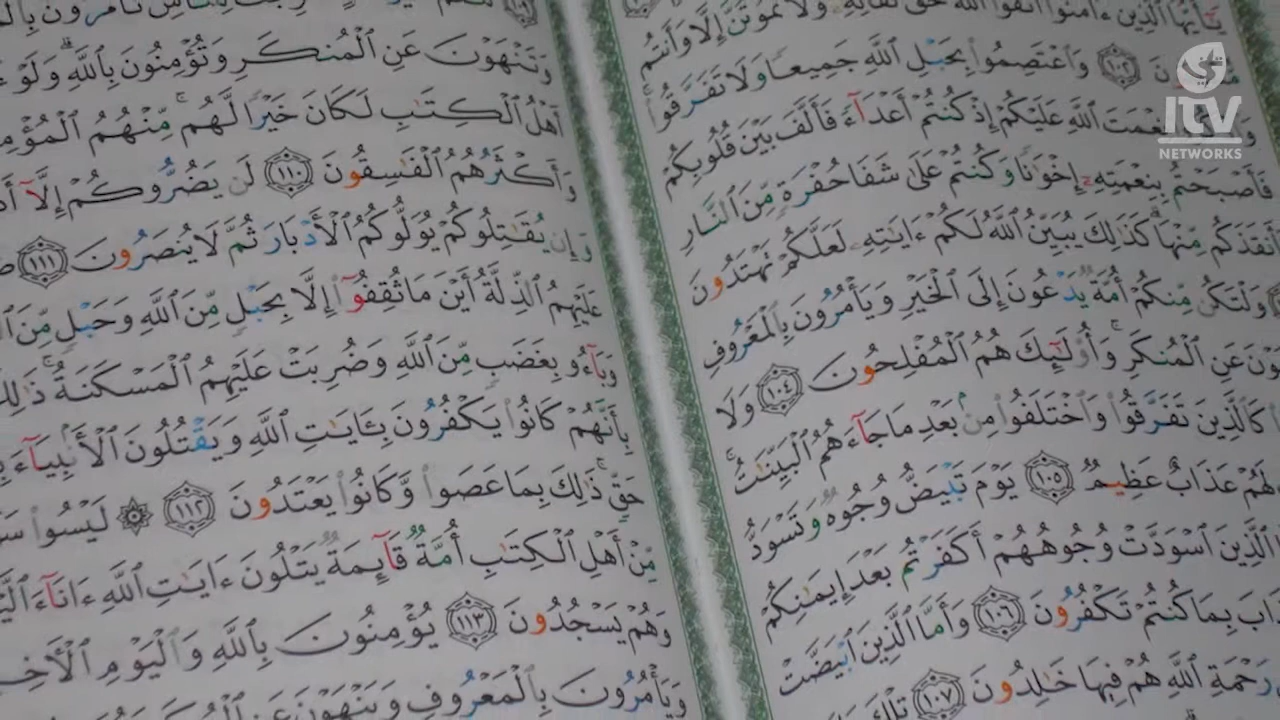 يَٰٓأَيُّهَا ٱلَّذِينَ ءَامَنُوا۟ ٱتَّقُوا۟ ٱللَّهَ حَقَّ تُقَاتِهِۦ وَلَا تَمُوتُنَّ إِلَّا وَأَنتُم
١٠٢ وَٱعْتَصِمُوا۟ بِحَبْلِ ٱللَّهِ جَمِيعًا وَلَا تَفَرَّقُوا۟
نِعْمَتَ ٱللَّهِ عَلَيْكُمْ إِذْ كُنتُمْ أَعْدَآءً فَأَلَّفَ بَيْنَ قُلُوبِكُمْ
فَأَصْبَحْتُم بِنِعْمَتِهِۦٓ إِخْوَٰنًا وَكُنتُمْ عَلَىٰ شَفَا حُفْرَةٍ مِّنَ ٱلنَّارِ
فَأَنقَذَكُم مِّنْهَا كَذَٰلِكَ يُبَيِّنُ ٱللَّهُ لَكُمْ ءَايَٰتِهِۦ لَعَلَّكُمْ تَهْتَدُونَ
وَلْتَكُن مِّنكُمْ أُمَّةٌ يَدْعُونَ إِلَى ٱلْخَيْرِ وَيَأْمُرُونَ بِٱلْمَعْرُوفِ
عَنِ ٱلْمُنكَرِ ۚ وَأُو۟لَٰٓئِكَ هُمُ ٱلْمُفْلِحُونَ ١٠٤ وَلَا
كَٱلَّذِينَ تَفَرَّقُوا۟ وَٱخْتَلَفُوا۟ مِنۢ بَعْدِ مَا جَآءَهُمُ ٱلْبَيِّنَٰتُ ۚ
لَهُمْ عَذَابٌ عَظِيمٌ ١٠٥ يَوْمَ تَبْيَضُّ وُجُوهٌ وَتَسْوَدُّ
ٱلَّذِينَ ٱسْوَدَّتْ وُجُوهُهُمْ أَكَفَرْتُم بَعْدَ إِيمَٰنِكُمْ
بِمَا كُنتُمْ تَكْفُرُونَ ١٠٦ وَأَمَّا ٱلَّذِينَ ٱبْيَضَّتْ
رَحْمَةِ ٱللَّهِ هُمْ فِيهَا خَٰلِدُونَ ١٠٧ تِلْكَ
وَتَنْهَوْنَ عَنِ ٱلْمُنكَرِ وَتُؤْمِنُونَ بِٱللَّهِ ۗ وَلَوْ
أَهْلُ ٱلْكِتَٰبِ لَكَانَ خَيْرًا لَّهُم ۚ مِّنْهُمُ
وَأَكْثَرُهُمُ ٱلْفَٰسِقُونَ ١١٠ لَن يَضُرُّوكُمْ إِلَّآ
وَإِن يُقَٰتِلُوكُمْ يُوَلُّوكُمُ ٱلْأَدْبَارَ ثُمَّ لَا يُنصَرُونَ ١١١
عَلَيْهِمُ ٱلذِّلَّةُ أَيْنَ مَا ثُقِفُوٓا۟ إِلَّا بِحَبْلٍ مِّنَ ٱللَّهِ وَحَبْلٍ مِّنَ
وَبَآءُو بِغَضَبٍ مِّنَ ٱللَّهِ وَضُرِبَتْ عَلَيْهِمُ ٱلْمَسْكَنَةُ ۚ ذَٰلِكَ
بِأَنَّهُمْ كَانُوا۟ يَكْفُرُونَ بِـَٔايَٰتِ ٱللَّهِ وَيَقْتُلُونَ ٱلْأَنۢبِيَآءَ
حَقٍّ ۚ ذَٰلِكَ بِمَا عَصَوا۟ وَّكَانُوا۟ يَعْتَدُونَ ١١٢ ۞ لَيْسُوا۟
مِّنْ أَهْلِ ٱلْكِتَٰبِ أُمَّةٌ قَآئِمَةٌ يَتْلُونَ ءَايَٰتِ ٱللَّهِ ءَانَآءَ
وَهُمْ يَسْجُدُونَ ١١٣ يُؤْمِنُونَ بِٱللَّهِ وَٱلْيَوْمِ
وَيَأْمُرُونَ بِٱلْمَعْرُوفِ وَيَنْهَوْنَ عَنِ
ITV
NETWORKS